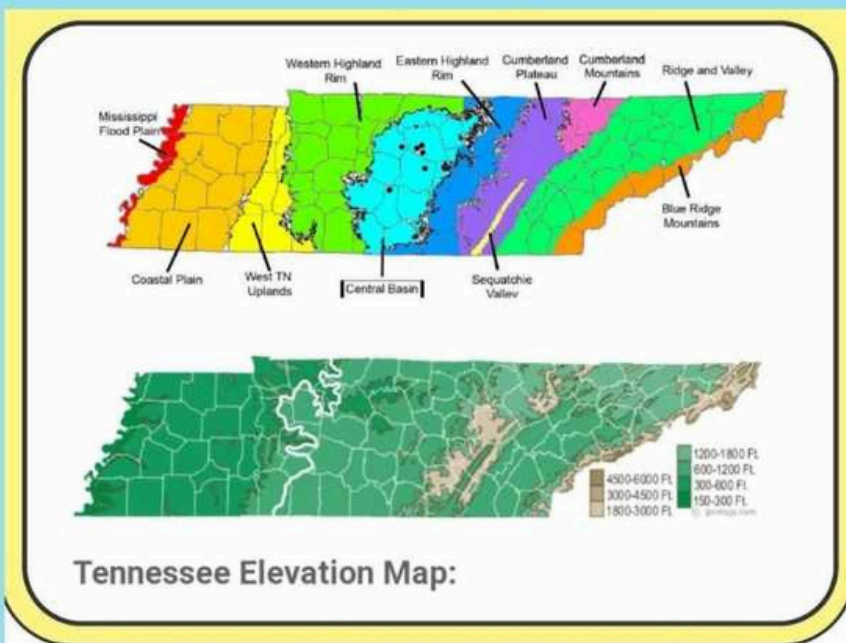 Western Highland
Rim
Eastern Highland
Rim
Cumberland
Plateau
Cumberland
Mountains
Ridge and Valley
Mississippi
Flood Plain
Blue Ridge
Mountains
Coastal Plain
West TN
Uplands
Central Basin
Sequatchie
Valley
4500-6000 Ft.
3000-4500 Ft.
1800-3000 Ft.
1200-1800 Ft.
600-1200 Ft.
300-600 Ft.
150-300 Ft.
© geology.com
Tennessee Elevation Map: